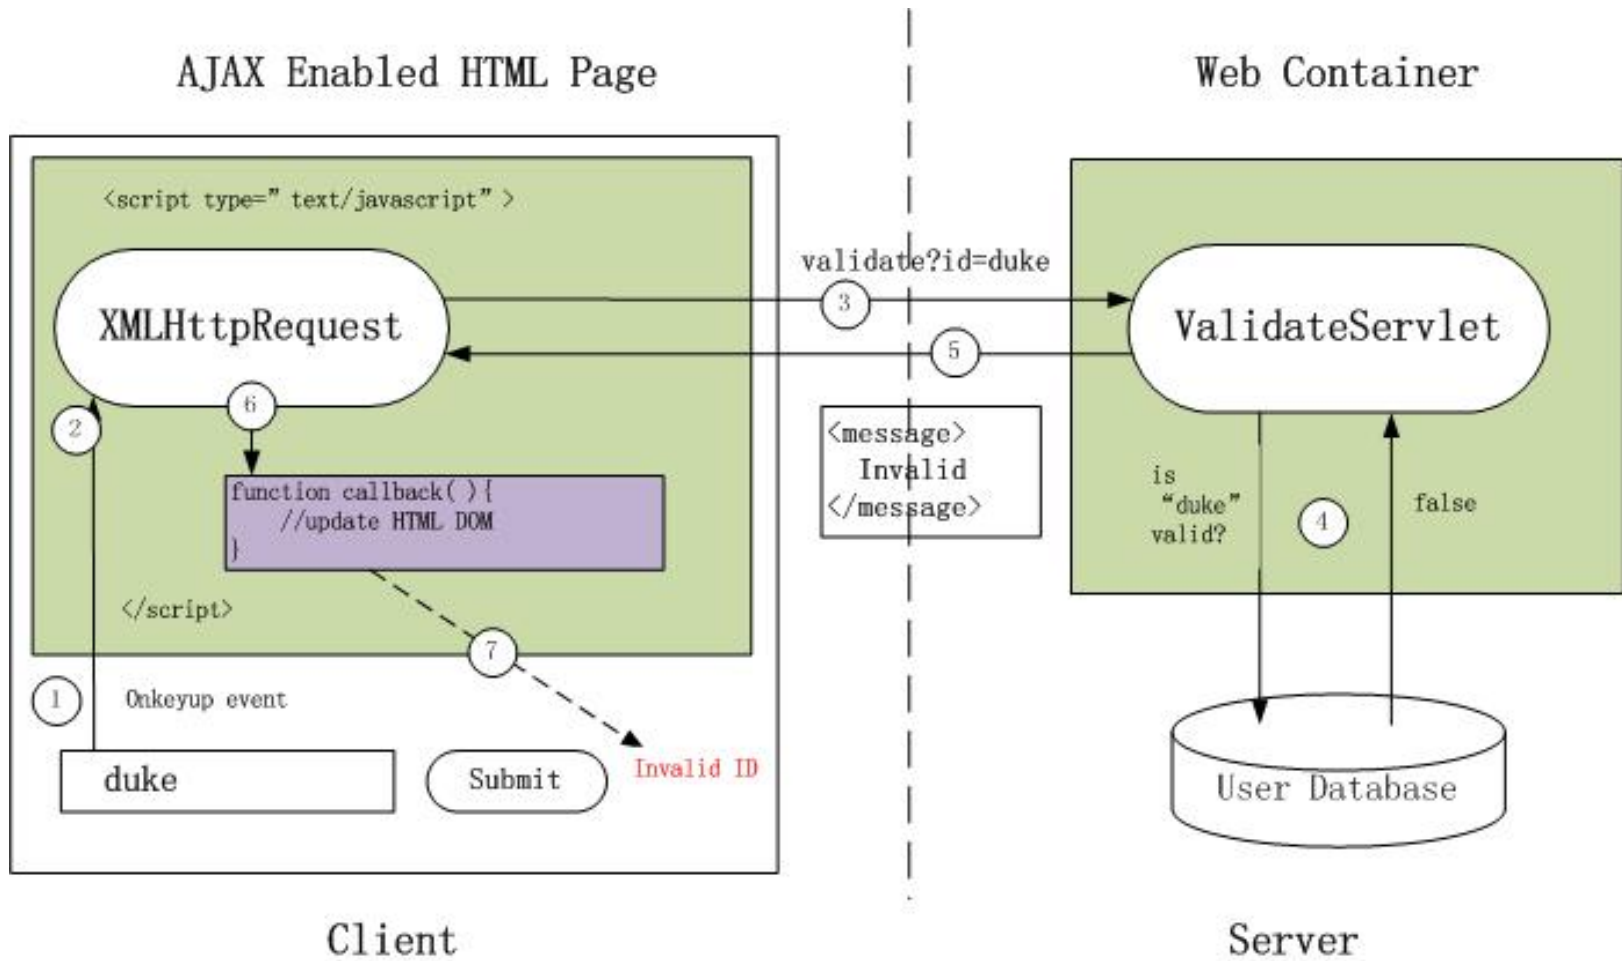 AJAX Enabled HTML Page
Web Container
<script type=”text/javascript”>
XMLHttpRequest
validate?id=duke
3
5
ValidateServlet
2
6
function callback( ){
//update HTML DOM
}
<message>
Invalid
</message>
is
“duke”
valid?
4
false
</script>
7
1
Onkeyup event
duke
Submit
Invalid ID
User Database
Client
Server